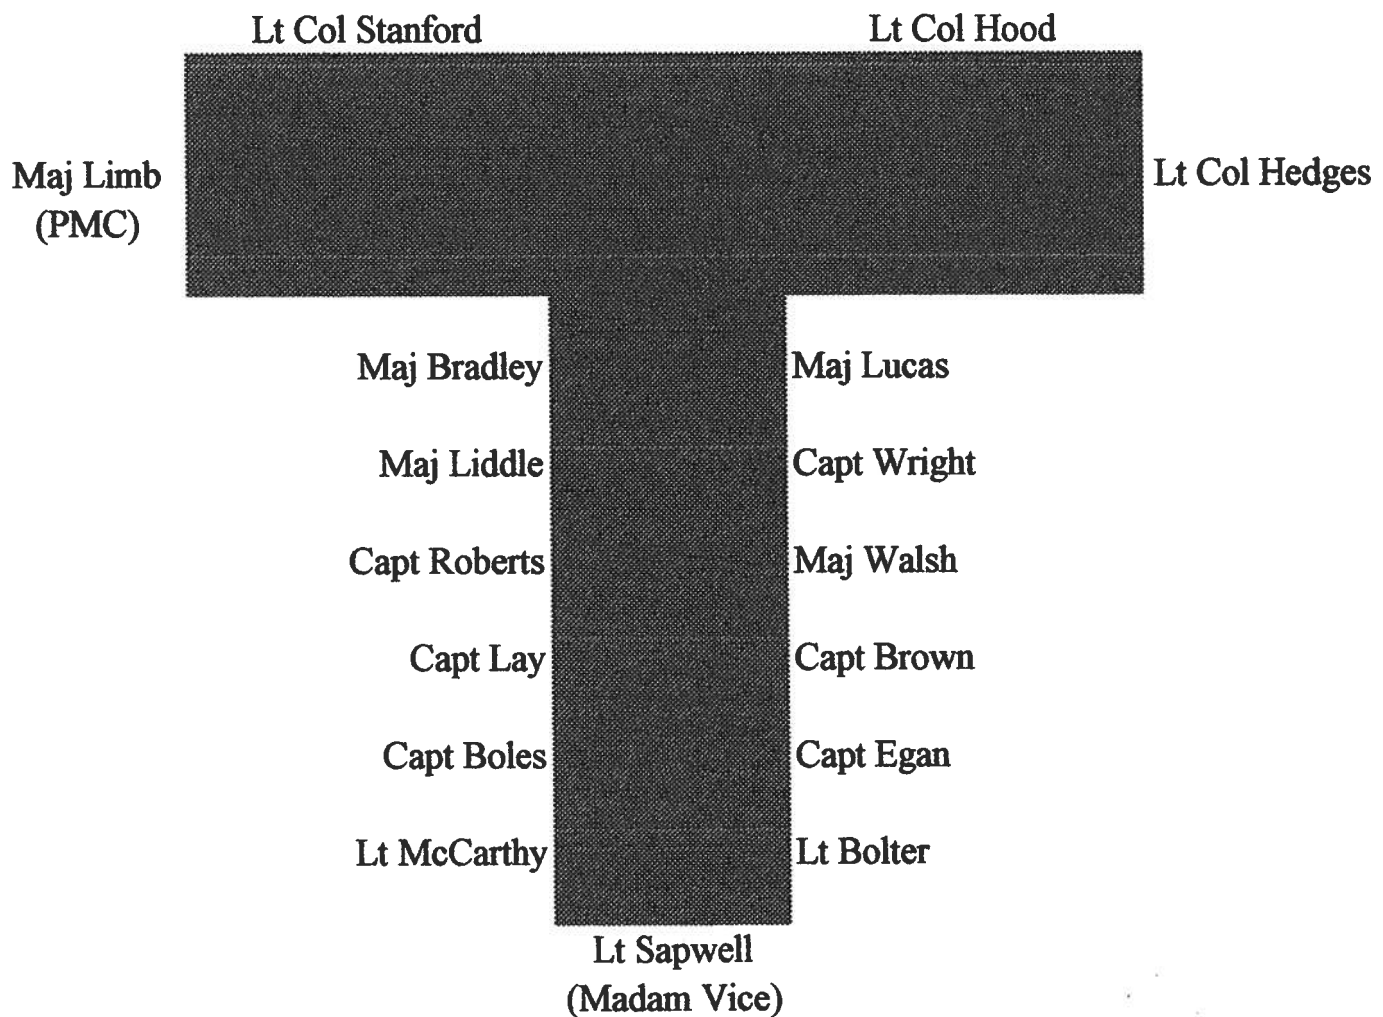 Lt Col Stanford
Lt Col Hood
Maj Limb
(PMC)
Lt Col Hedges
Maj Bradley
Maj Lucas
Maj Liddle
Capt Wright
Capt Roberts
Maj Walsh
Capt Lay
Capt Brown
Capt Boles
Capt Egan
Lt McCarthy
Lt Bolter
Lt Sapwell
(Madam Vice)